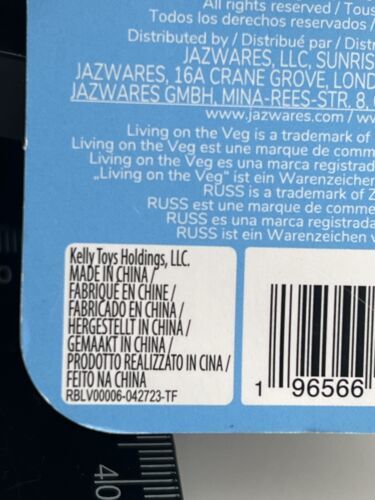 All rights reserved / Tous
Todos los derechos reservados /
Distributed by / Distribué par /
JAZWARES, LLC, SUNRIS
JAZWARES, 16A CRANE GROVE, LOND
JAZWARES GMBH, MINA-REES-STR. 8,
www.jazwares.com /
Living on the Veg is a trademark of
Living on the Veg est une marque de comm
Living on the Veg es una marca registrad
„Living on the Veg" ist ein Warenzeichen
RUSS is a trademark of Z
RUSS est une marque de comme
RUSS es una marca registrada
RUSS ist ein Warenzeichen v
Kelly Toys Holdings, LLC.
MADE IN CHINA /
FABRIQUE EN CHINE /
FABRICADO EN CHINA /
HERGESTELLT IN CHINA /
GEMAAKT IN CHINA /
PRODOTTO REALIZZATO IN CINA /
FEITO NA CHINA
RBLV00006-042723-TF
1 96566
40